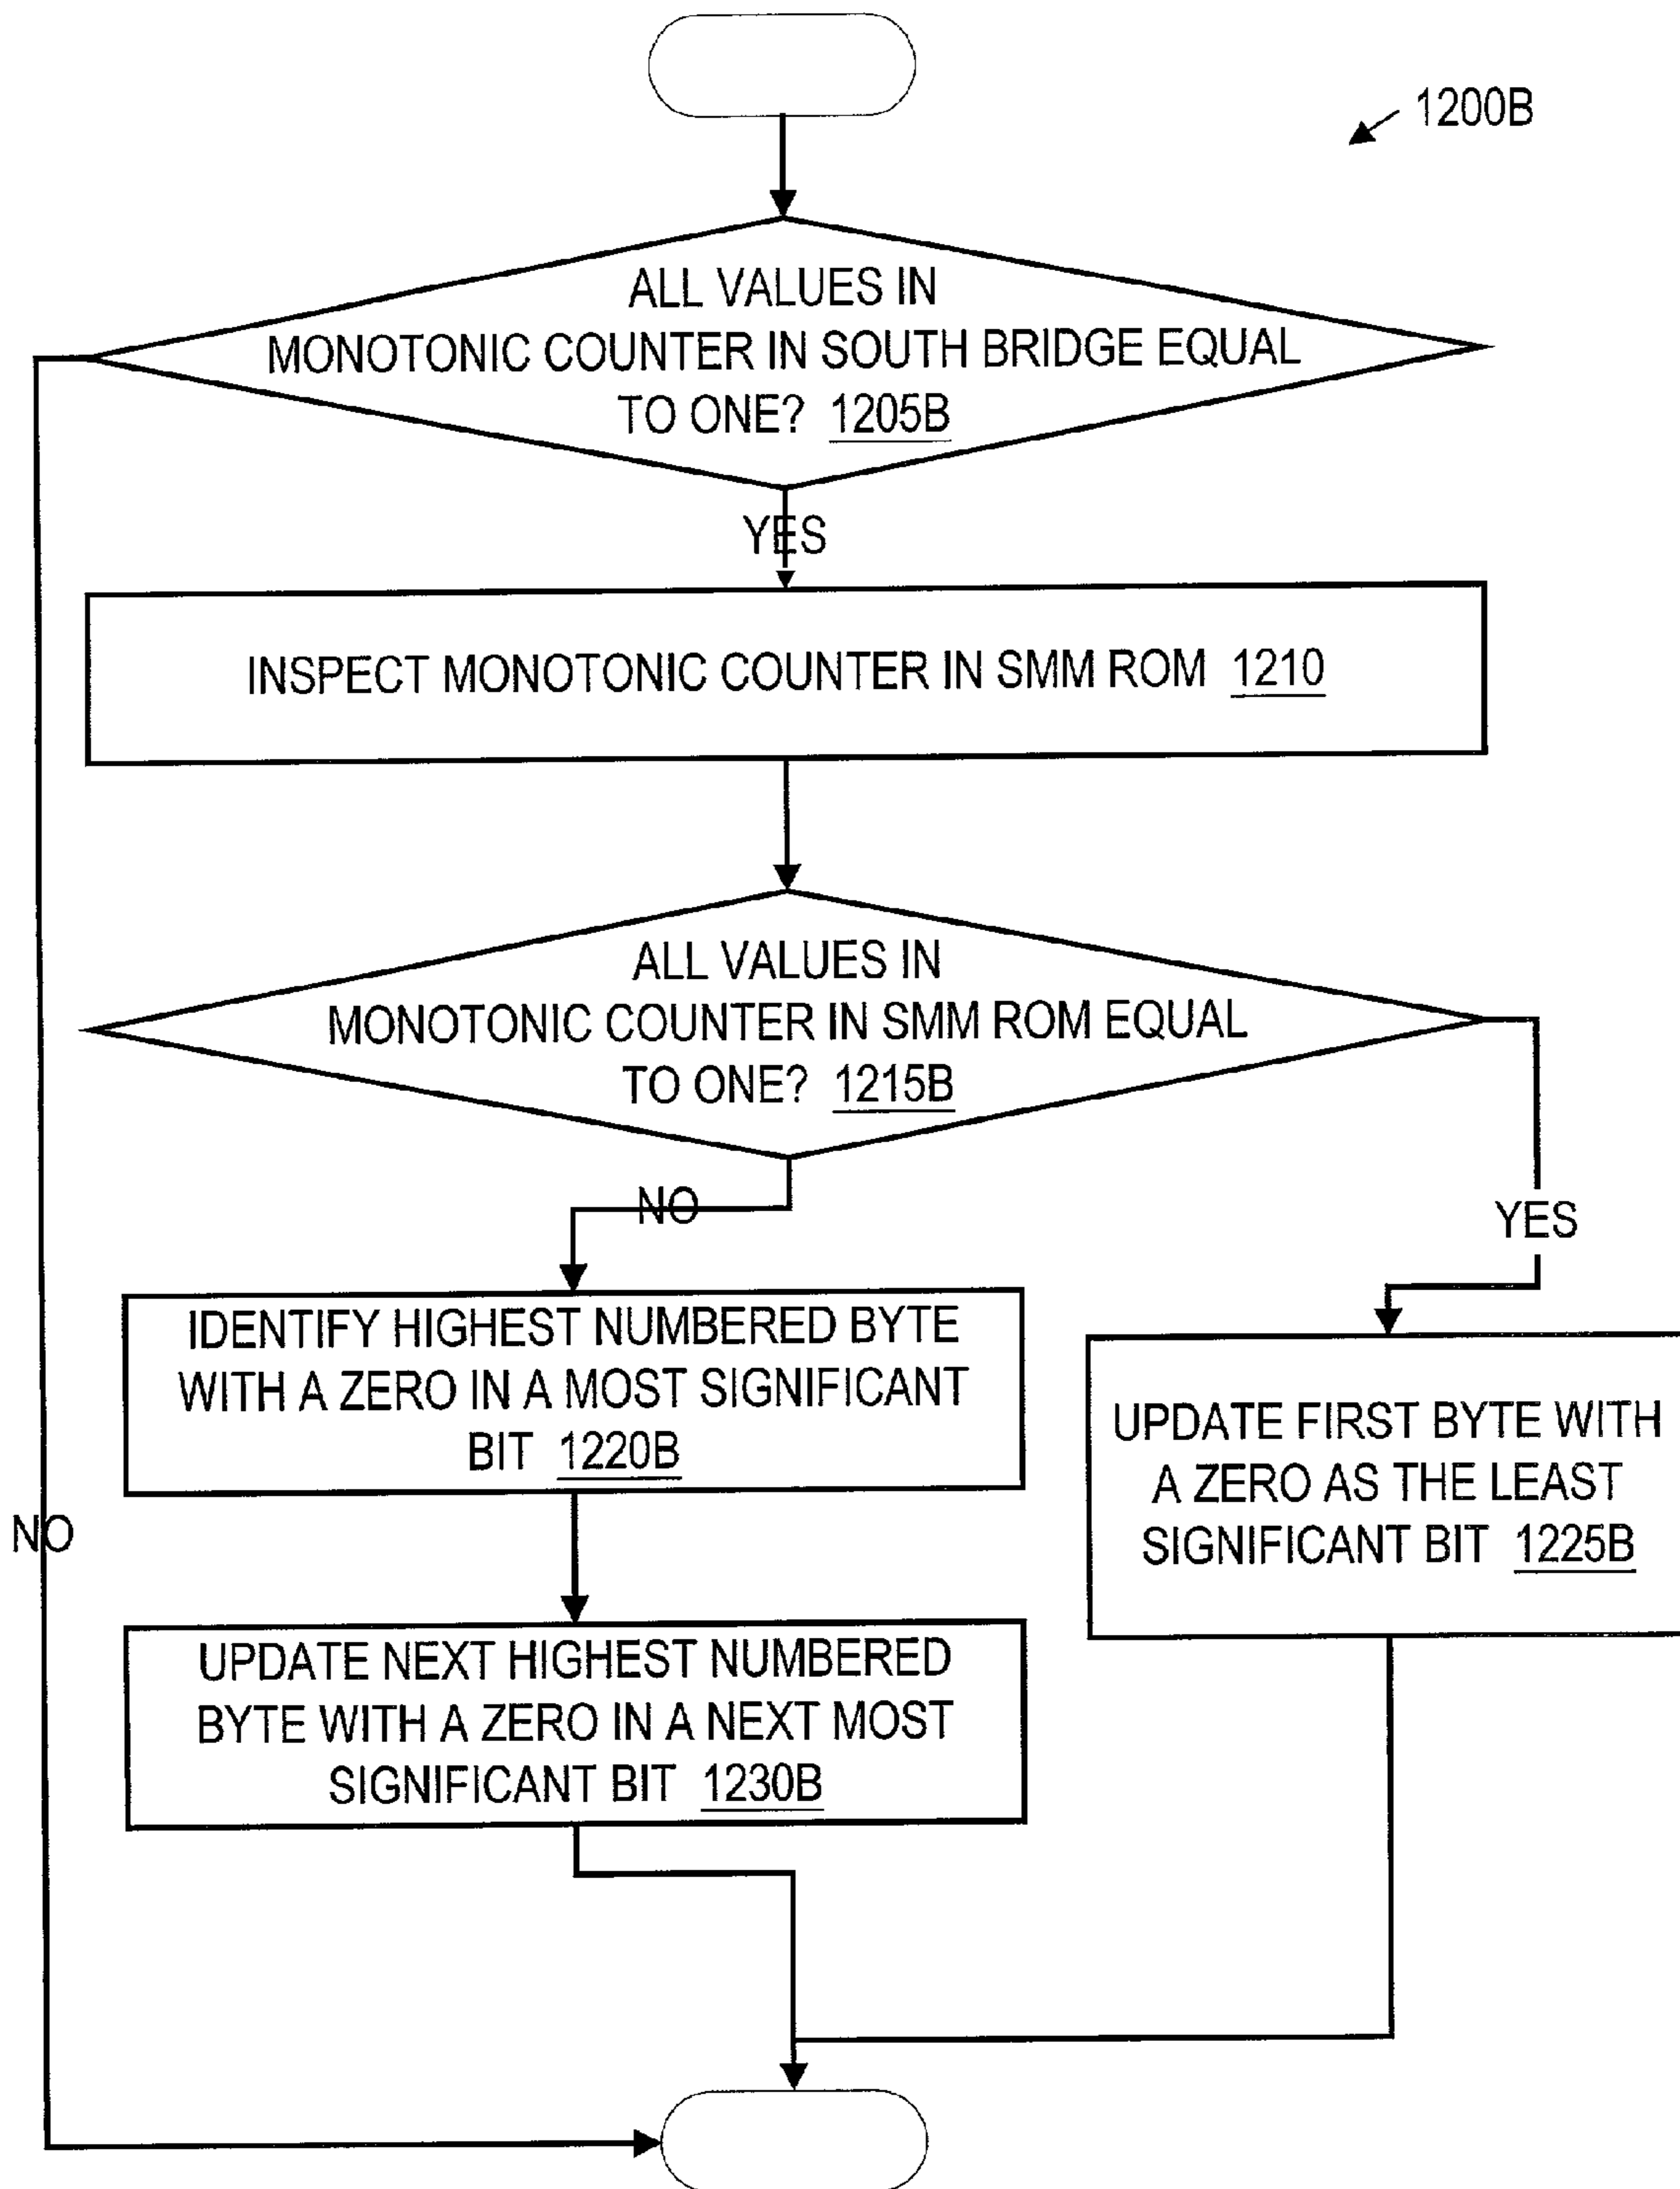 1200B
ALL VALUES IN
MONOTONIC COUNTER IN SOUTH BRIDGE EQUAL
TO ONE? 1205B
YES
INSPECT MONOTONIC COUNTER IN SMM ROM 1210
ALL VALUES IN
MONOTONIC COUNTER IN SMM ROM EQUAL
TO ONE? 1215B
NO
YES
IDENTIFY HIGHEST NUMBERED BYTE
WITH A ZERO IN A MOST SIGNIFICANT
BIT 1220B
UPDATE FIRST BYTE WITH
A ZERO AS THE LEAST
SIGNIFICANT BIT 1225B
NO
UPDATE NEXT HIGHEST NUMBERED
BYTE WITH A ZERO IN A NEXT MOST
SIGNIFICANT BIT 1230B